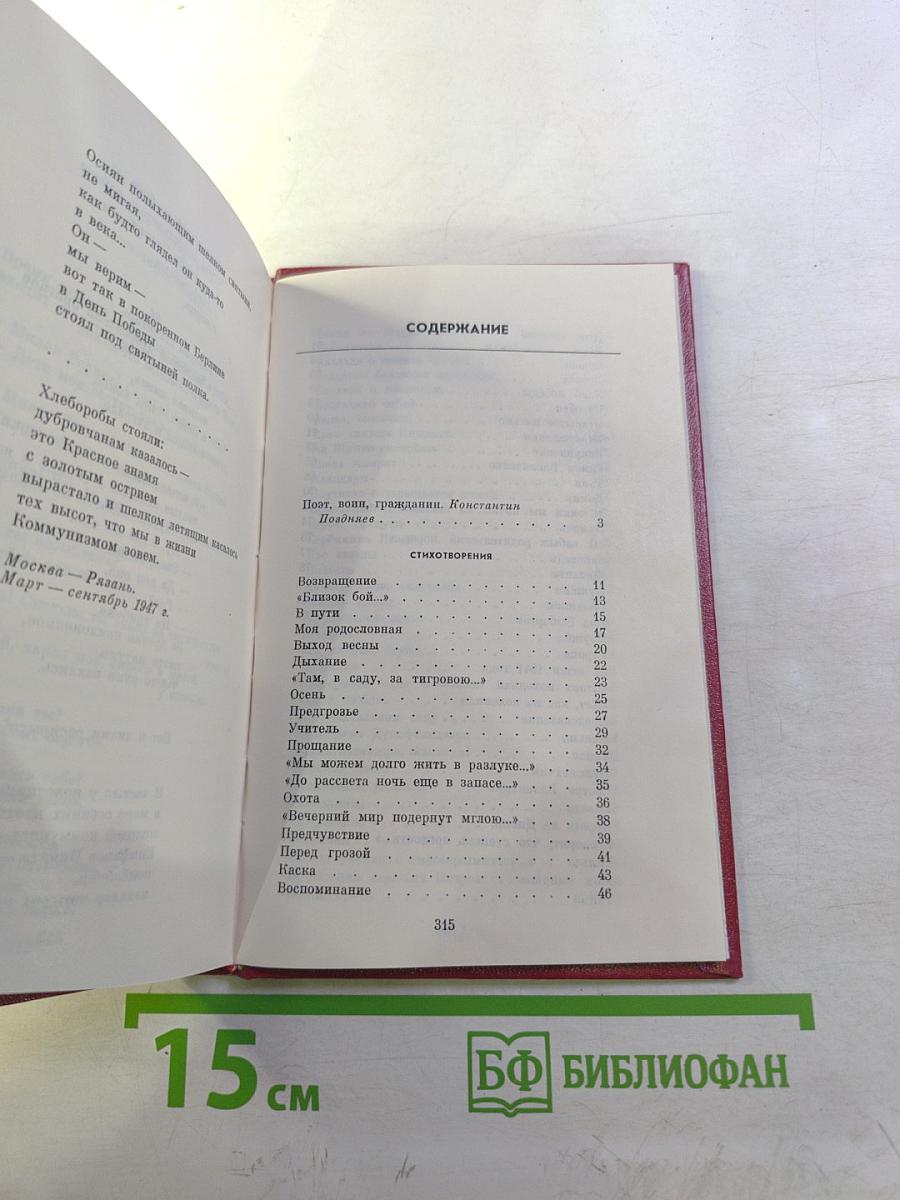 Осиян полыхающим шелком светлым,
не мигая,
как будто глядел он куда-то
в века...
Он —
мы верим —
вот так в покоренном Берлине
в День Победы
стоял под святыней полка.
. . . . . . . . . .
Хлеборобы стояли:
дубровчанам казалось —
это Красное знамя
с золотым острием
вырастало и шелком летящим касалось
тех высот, что мы в жизни
Коммунизмом зовем.
Москва — Рязань.
Март — сентябрь 1947 г.
СОДЕРЖАНИЕ
Поэт, воин, гражданин. Константин
Поздняев . . . . . . . . . . . 3
СТИХОТВОРЕНИЯ
Возвращение . . . . . . . . . . 11
«Близок бой...» . . . . . . . . . . 13
В пути . . . . . . . . . . . . 15
Моя родословная . . . . . . . . . 17
Выход весны . . . . . . . . . . 20
Дыхание . . . . . . . . . . . . 22
«Там, в саду, за тигровою...» . . . . . 23
Осень . . . . . . . . . . . . 25
Предгрозье . . . . . . . . . . . 27
Учитель . . . . . . . . . . . . 29
Прощание . . . . . . . . . . . 32
«Мы можем долго жить в разлуке...» . . 34
«До рассвета ночь еще в запасе...» . . . 35
Охота . . . . . . . . . . . . 36
«Вечерний мир подернут мглою...» . . . 38
Предчувствие . . . . . . . . . . 39
Перед грозой . . . . . . . . . . 41
Каска . . . . . . . . . . . . 43
Воспоминание . . . . . . . . . . 46
315
15 см
БФ БИБЛИОФАН